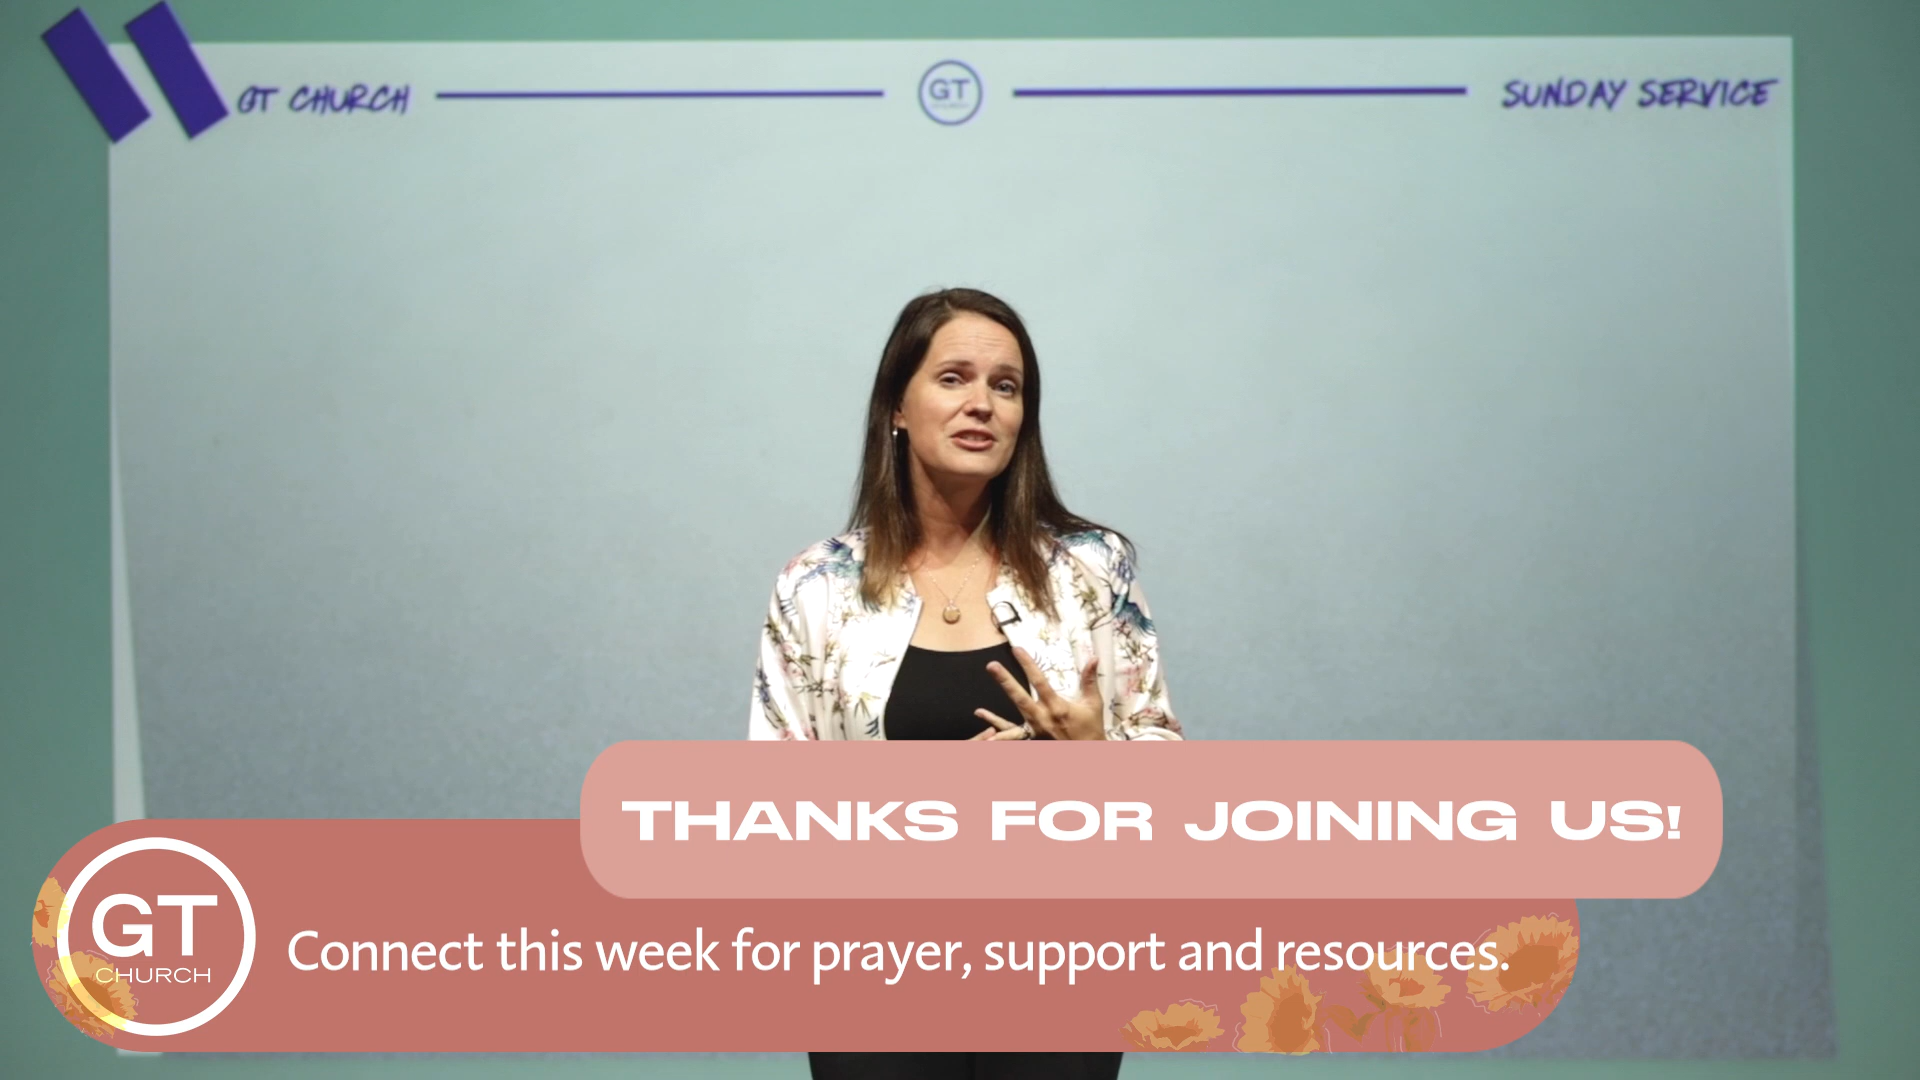 GT CHURCH
GT
SUNDAY SERVICE
THANKS FOR JOINING US!
GT
CHURCH
Connect this week for prayer, support and resources.